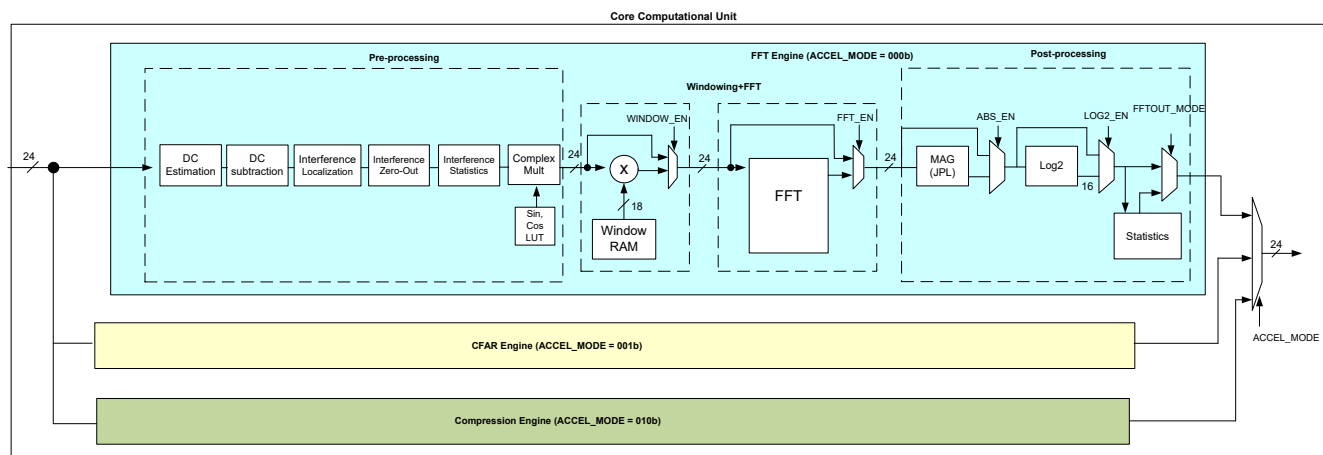 Core Computational Unit
FFT Engine (ACCEL_MODE = 000b)
Pre-processing
Windowing+FFT
Post-processing
24
DC
Estimation
DC
subtraction
Interference
Localization
Interference
Zero-Out
Interference
Statistics
Complex
Mult
Sin,
Cos
LUT
24
WINDOW_EN
X
18
Window
RAM
24
FFT_EN
FFT
24
ABS_EN
MAG
(JPL)
LOG2_EN
Log2
16
FFTOUT_MODE
Statistics
24
ACCEL_MODE
CFAR Engine (ACCEL_MODE = 001b)
Compression Engine (ACCEL_MODE = 010b)